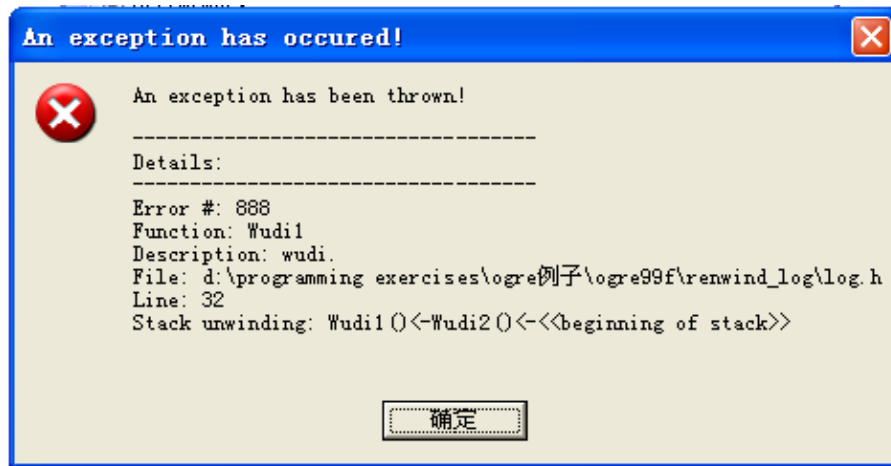 An exception has occured!
An exception has been thrown!
-----------------------------------
Details:
-----------------------------------
Error #: 888
Function: Wudi1
Description: wudi.
File: d:\programming exercises\ogre例子\ogre99f\renwind_log\log.h
Line: 32
Stack unwinding: Wudi1()<-Wudi2()<-<<beginning of stack>>
确定